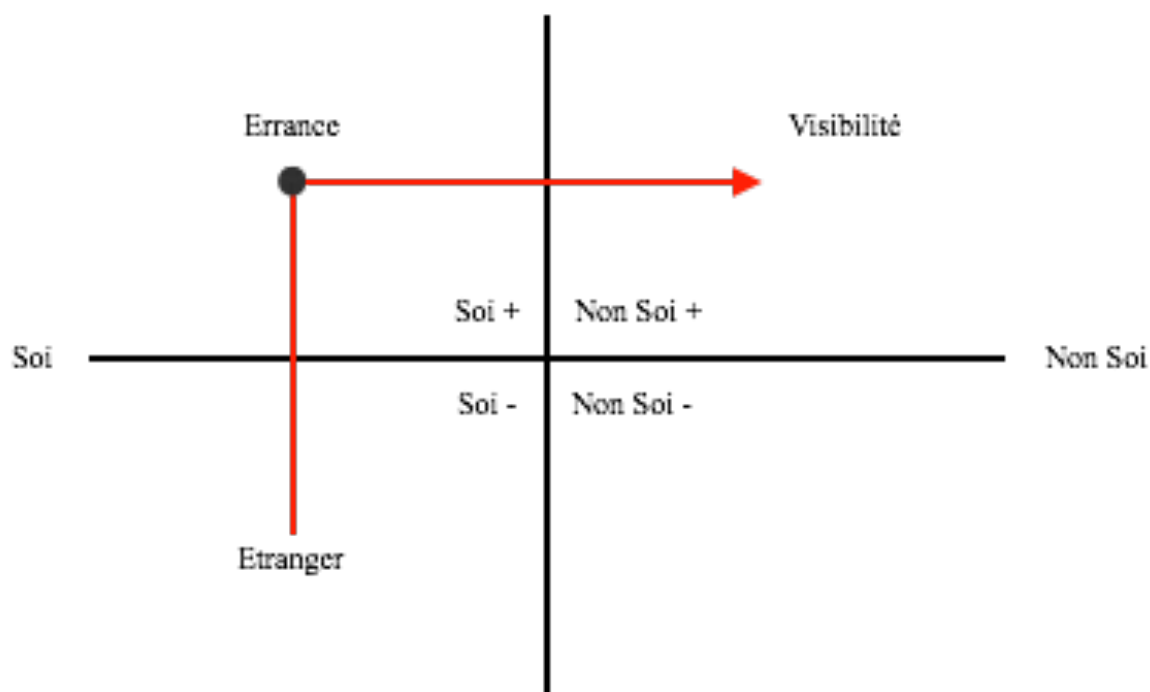 Errance
Visibilité
Soi +
Non Soi +
Soi
Non Soi
Soi -
Non Soi -
Etranger